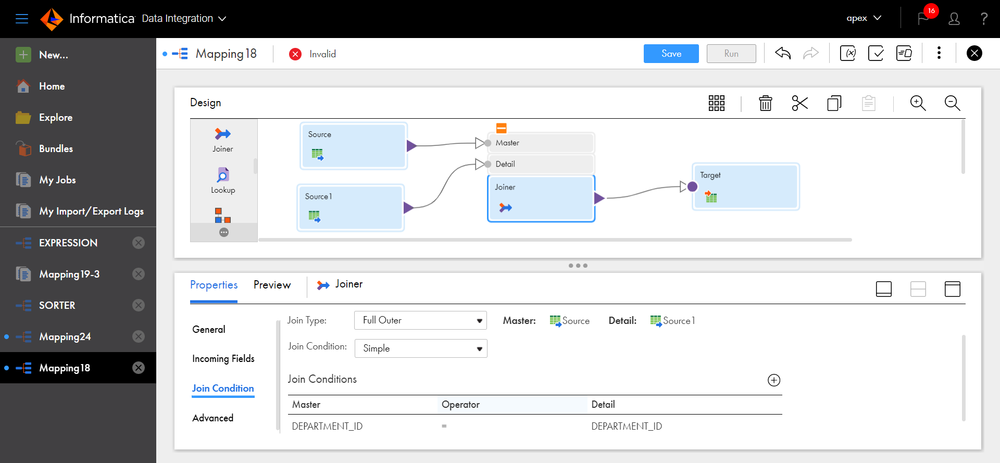 Informatica Data Integration
apex
16
?
New...
Home
Explore
Bundles
My Jobs
My Import/Export Logs
EXPRESSION
Mapping19-3
SORTER
Mapping24
Mapping18
Mapping18
Invalid
Save
Run
Design
Joiner
Lookup
Source
Source1
Master
Detail
Joiner
Target
Properties Preview Joiner
General
Incoming Fields
Join Condition
Advanced
Join Type: Full Outer Master: Source Detail: Source1
Join Condition: Simple
Join Conditions
Master Operator Detail
DEPARTMENT_ID = DEPARTMENT_ID